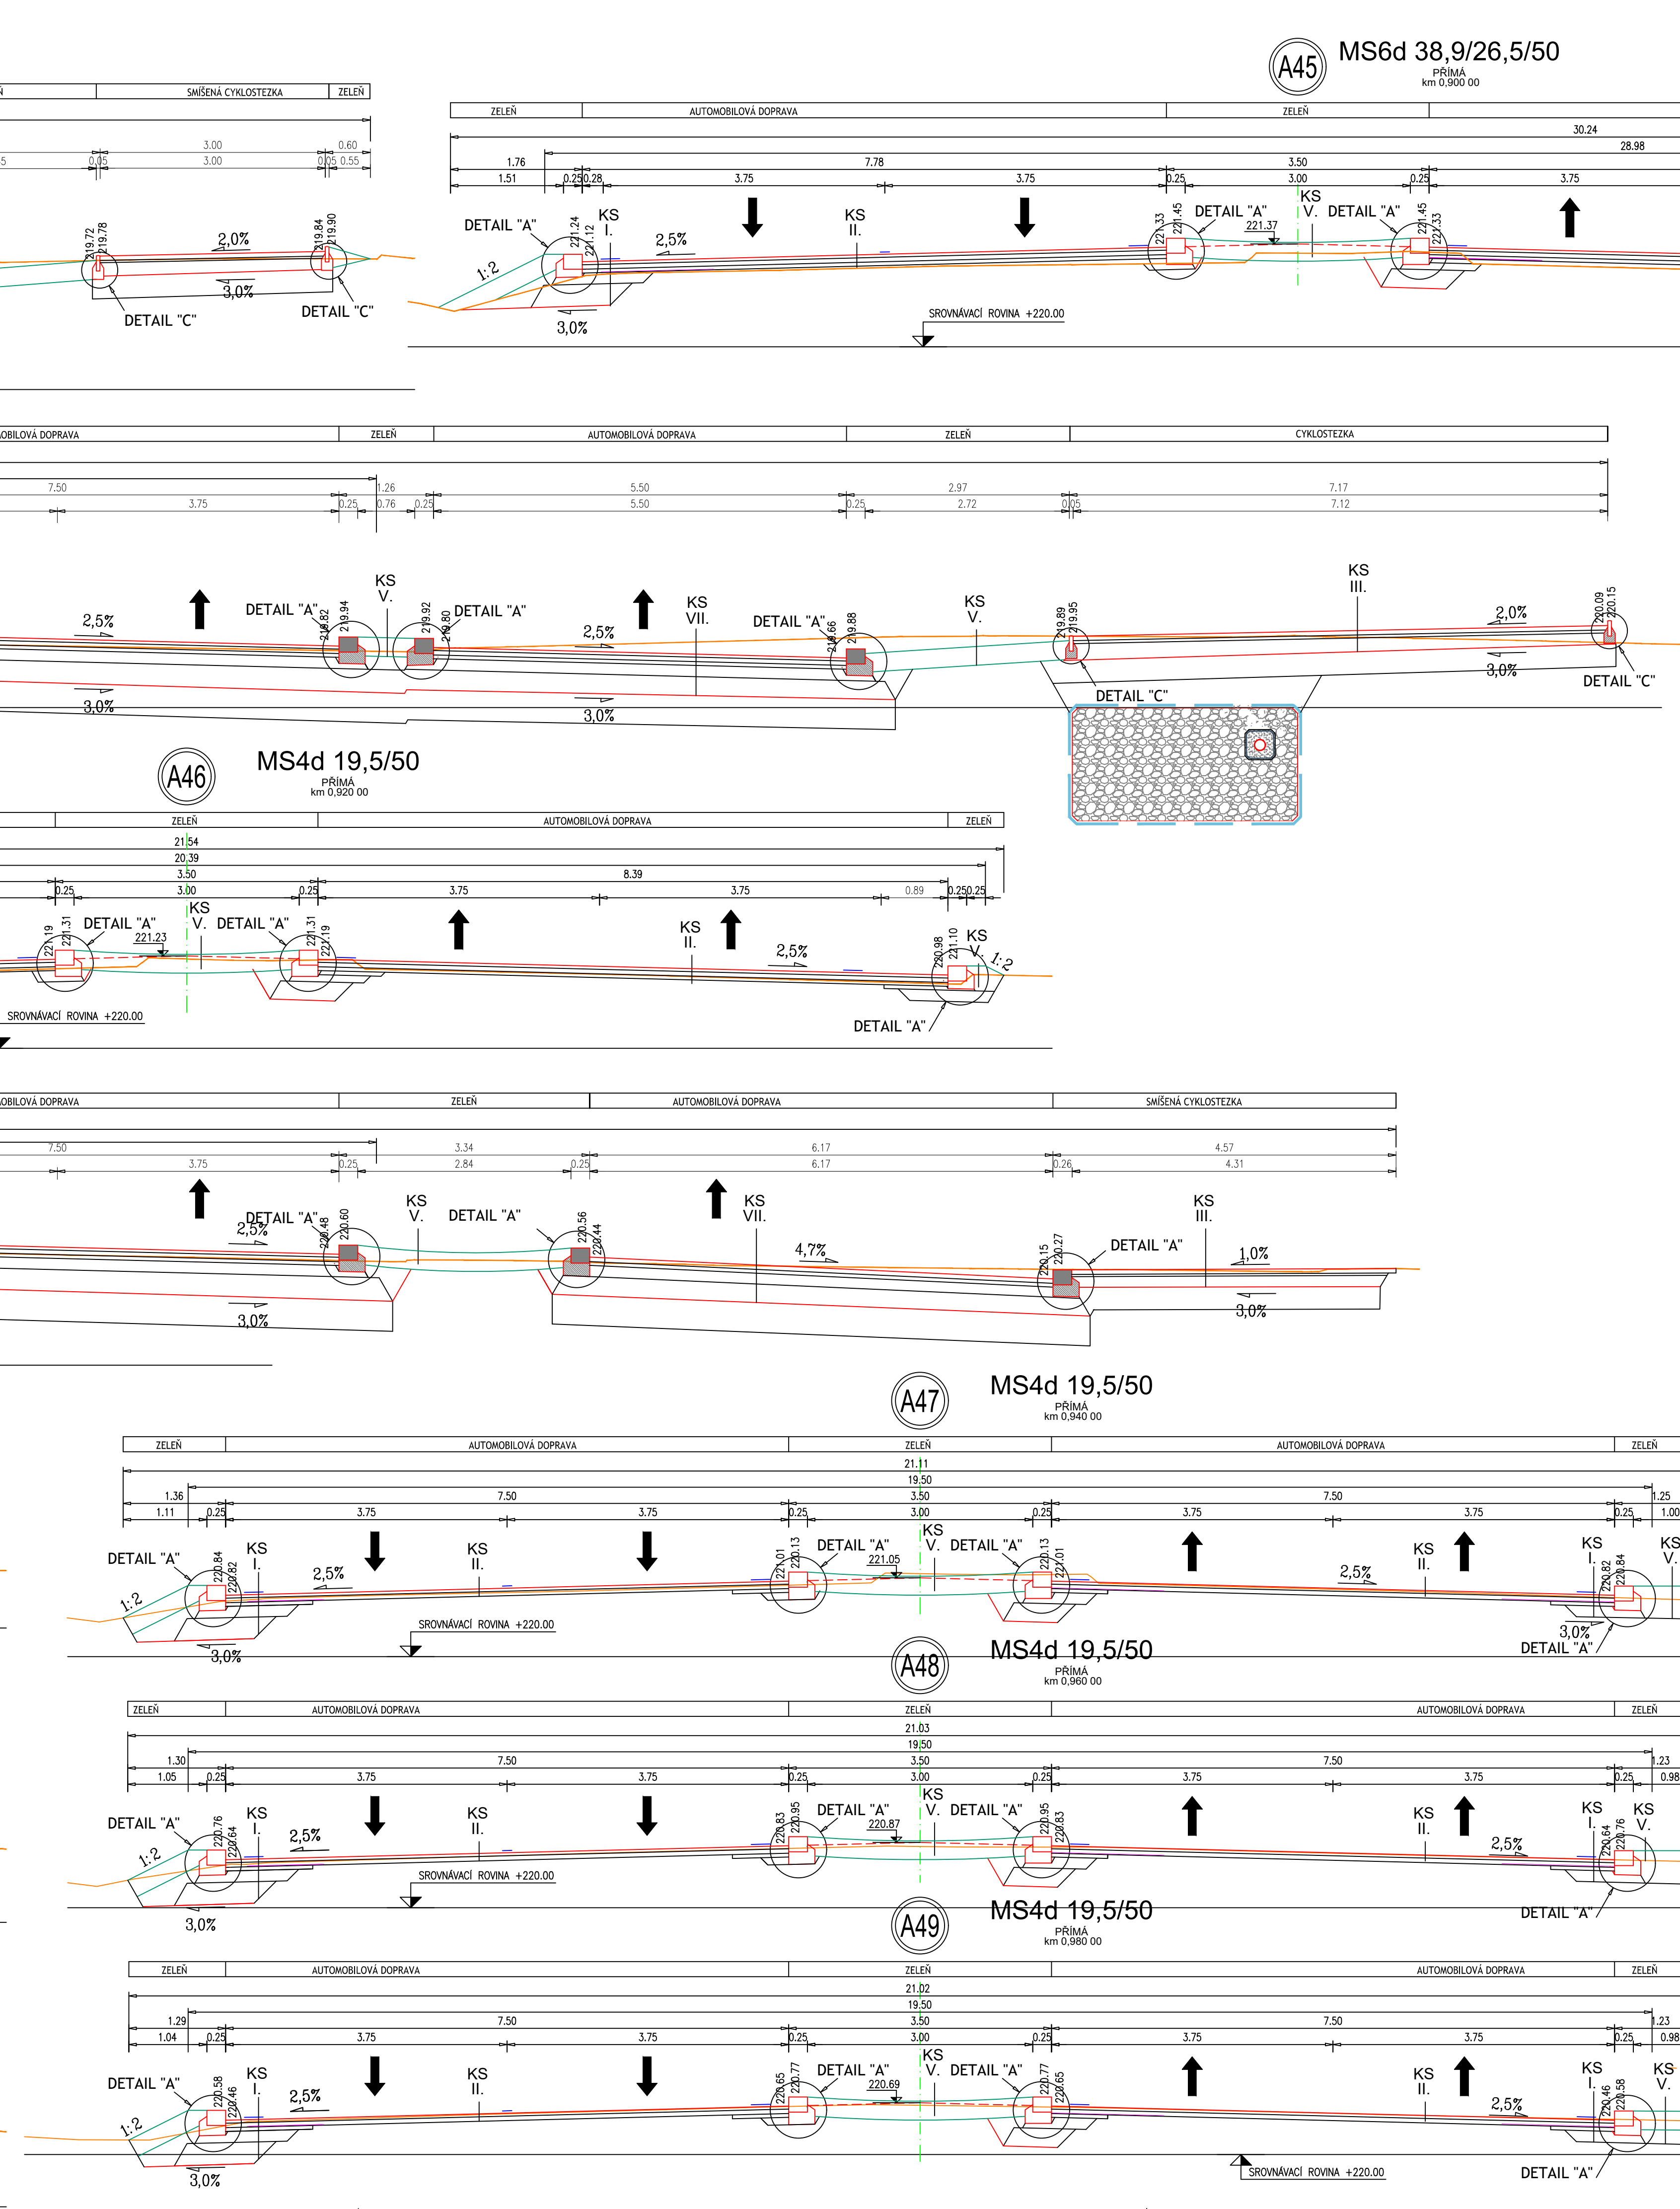 A45 MS6d 38,9/26,5/50
PŘÍMÁ
km 0,900 00
SMÍŠENÁ CYKLOSTEZKA ZELEŇ
3.00 0.60
0.05 3.00 0.05 0.55
219.72 219.78 2,0% 219.84 219.90
3,0%
DETAIL "C" DETAIL "C"
ZELEŇ AUTOMOBILOVÁ DOPRAVA ZELEŇ
30.24
28.98
1.76 7.78 3.50
1.51 0.25 0.28 3.75 3.75 0.25 3.00 0.25 3.75
DETAIL "A" 221.24 221.12 KS I. 2,5% KS II. 221.33 221.45 DETAIL "A" 221.37 KS V. DETAIL "A" 221.45 221.33
1:2
3,0%
SROVNÁVACÍ ROVINA +220.00
ZELEŇ AUTOMOBILOVÁ DOPRAVA ZELEŇ CYKLOSTEZKA
7.50 1.26 5.50 2.97 7.17
3.75 0.25 0.76 0.25 5.50 0.25 2.72 0.05 7.12
2,5% DETAIL "A" 219.82 219.94 KS V. 219.92 219.80 DETAIL "A" 2,5% KS VII. DETAIL "A" 219.66 219.88 KS V. 219.89 219.95 KS III. 2,0% 220.09 220.15
3,0% 3,0% DETAIL "C" 3,0% DETAIL "C"
A46 MS4d 19,5/50
PŘÍMÁ
km 0,920 00
ZELEŇ AUTOMOBILOVÁ DOPRAVA ZELEŇ
21.54
20.39
3.50 8.39
0.25 3.00 0.25 3.75 3.75 0.89 0.25 0.25
221.19 221.31 DETAIL "A" 221.23 KS V. DETAIL "A" 221.31 221.19 KS II. 2,5% 220.98 221.10 KS V. 1:2
SROVNÁVACÍ ROVINA +220.00
DETAIL "A"
ZELEŇ AUTOMOBILOVÁ DOPRAVA SMÍŠENÁ CYKLOSTEZKA
7.50 3.34 6.17 4.57
3.75 0.25 2.84 0.25 6.17 0.26 4.31
2,5% DETAIL "A" 220.48 220.60 KS V. DETAIL "A" 220.56 220.44 KS VII. 4,7% 220.15 220.27 DETAIL "A" KS III. 1,0%
3,0% 3,0%
A47 MS4d 19,5/50
PŘÍMÁ
km 0,940 00
ZELEŇ AUTOMOBILOVÁ DOPRAVA ZELEŇ AUTOMOBILOVÁ DOPRAVA ZELEŇ
21.11
19.50
1.36 7.50 3.50 7.50 1.25
1.11 0.25 3.75 3.75 0.25 3.00 0.25 3.75 3.75 0.25 1.00
DETAIL "A" 220.84 220.82 KS I. 2,5% KS II. 221.01 220.13 DETAIL "A" 221.05 KS V. DETAIL "A" 220.13 221.01 2,5% KS II. KS I. 220.82 220.84 KS V.
1:2
3,0%
SROVNÁVACÍ ROVINA +220.00
3,0%
DETAIL "A"
A48 MS4d 19,5/50
PŘÍMÁ
km 0,960 00
ZELEŇ AUTOMOBILOVÁ DOPRAVA ZELEŇ AUTOMOBILOVÁ DOPRAVA ZELEŇ
21.03
19.50
1.30 7.50 3.50 7.50 1.23
1.05 0.25 3.75 3.75 0.25 3.00 0.25 3.75 3.75 0.25 0.98
DETAIL "A" 220.76 220.64 KS I. 2,5% KS II. 220.83 220.95 DETAIL "A" 220.87 KS V. DETAIL "A" 220.95 220.83 KS II. 2,5% KS I. 220.64 220.76 KS V.
1:2
SROVNÁVACÍ ROVINA +220.00
3,0%
DETAIL "A"
A49 MS4d 19,5/50
PŘÍMÁ
km 0,980 00
ZELEŇ AUTOMOBILOVÁ DOPRAVA ZELEŇ AUTOMOBILOVÁ DOPRAVA ZELEŇ
21.02
19.50
1.29 7.50 3.50 7.50 1.23
1.04 0.25 3.75 3.75 0.25 3.00 0.25 3.75 3.75 0.25 0.98
DETAIL "A" 220.58 220.46 KS I. 2,5% KS II. 220.65 220.77 DETAIL "A" 220.69 KS V. DETAIL "A" 220.77 220.65 KS II. 2,5% KS I. 220.46 220.58 KS V.
1:2
3,0%
SROVNÁVACÍ ROVINA +220.00
DETAIL "A"